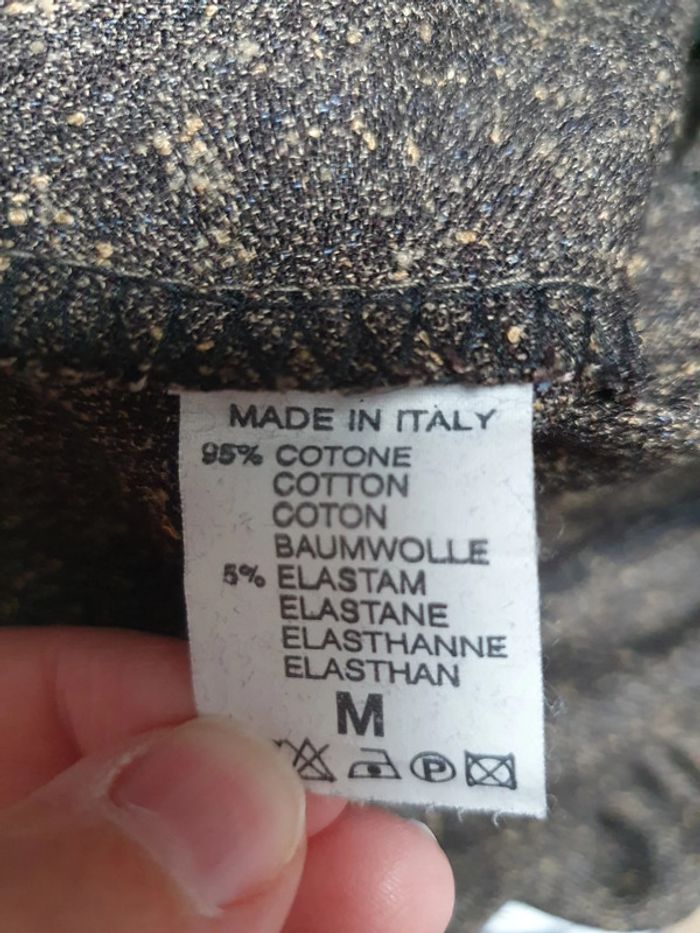 MADE IN ITALY
95% COTONE
COTTON
COTON
BAUMWOLLE
5% ELASTAM
ELASTANE
ELASTHANNE
ELASTHAN
M
P